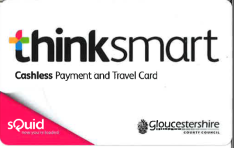 thinksmart
Cashless Payment and Travel Card
sQuid
Gloucestershire
COUNTY COUNCIL